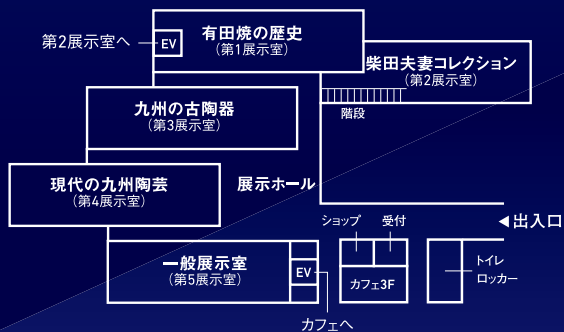 有田焼の歴史
(第1展示室)
第2展示室へ
EV
柴田夫妻コレクション
(第2展示室)
階段
九州の古陶器
(第3展示室)
現代の九州陶芸
(第4展示室)
展示ホール
ショップ
受付
出入口
一般展示室
(第5展示室)
EV
カフェ3F
トイレ
ロッカー
カフェへ